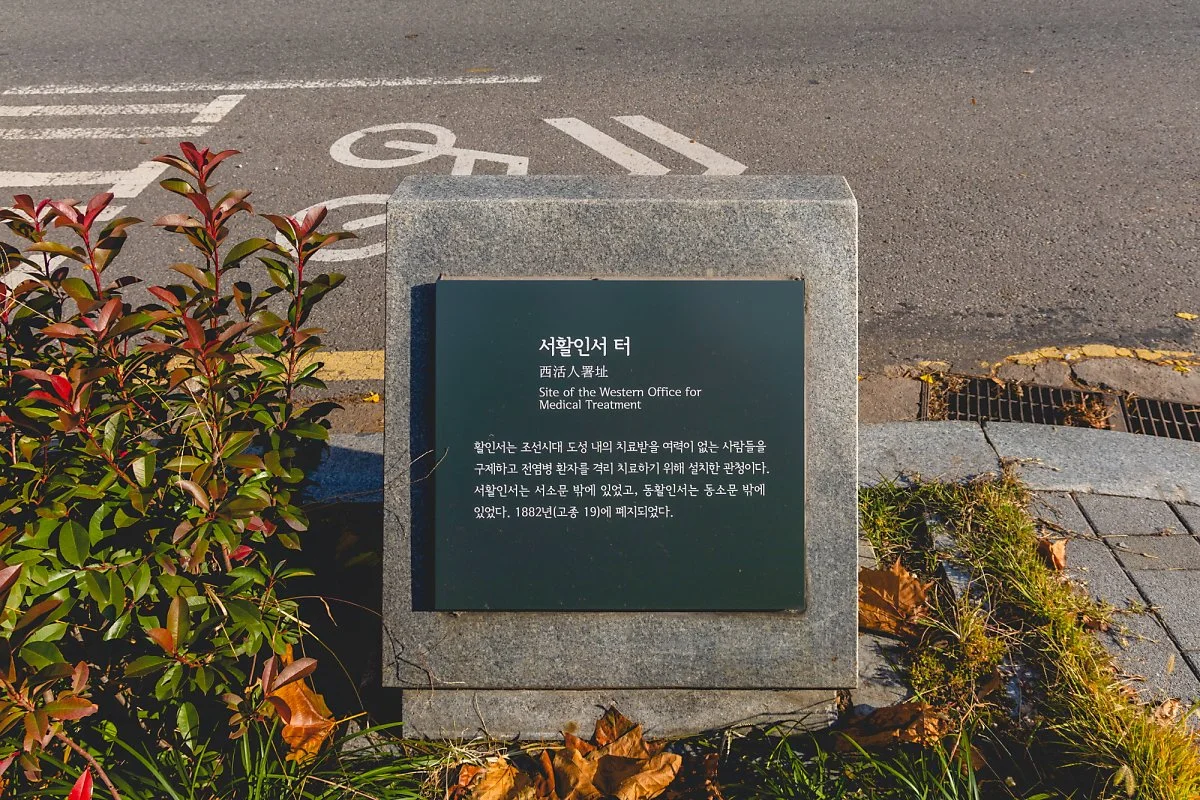 서활인서 터
西活人署址
Site of the Western Office for
Medical Treatment
활인서는 조선시대 도성 내의 치료받을 여력이 없는 사람들을
구제하고 전염병 환자를 격리 치료하기 위해 설치한 관청이다.
서활인서는 서소문 밖에 있었고, 동활인서는 동소문 밖에
있었다. 1882년(고종 19)에 폐지되었다.